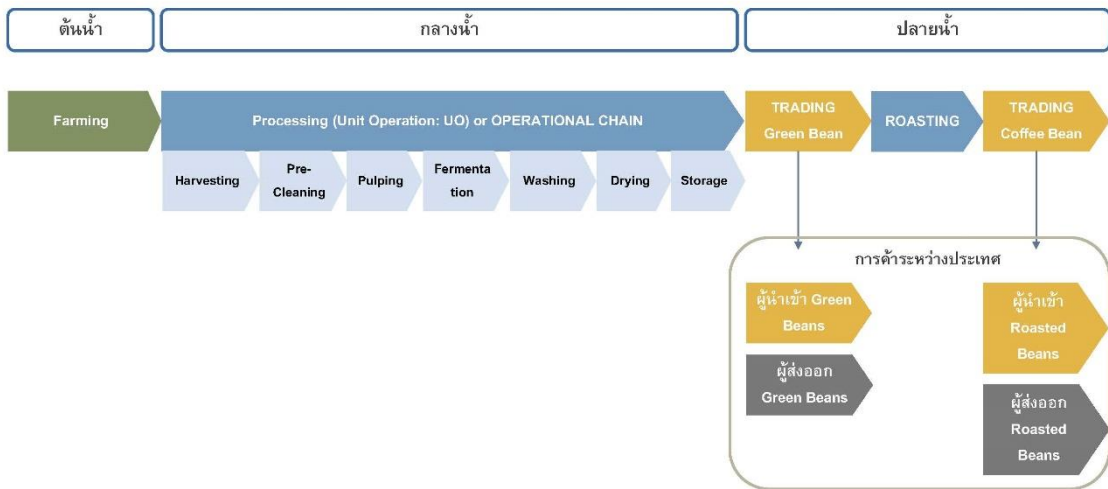 ต้นน้ำ
กลางน้ำ
ปลายน้ำ
Farming
Processing (Unit Operation: UO) or OPERATIONAL CHAIN
TRADING
Green Bean
ROASTING
TRADING
Coffee Bean
Harvesting
Pre-
Cleaning
Pulping
Fermenta
tion
Washing
Drying
Storage
การค้าระหว่างประเทศ
ผู้นำเข้า Green
Beans
ผู้ส่งออก
Green Beans
ผู้นำเข้า
Roasted
Beans
ผู้ส่งออก
Roasted
Beans